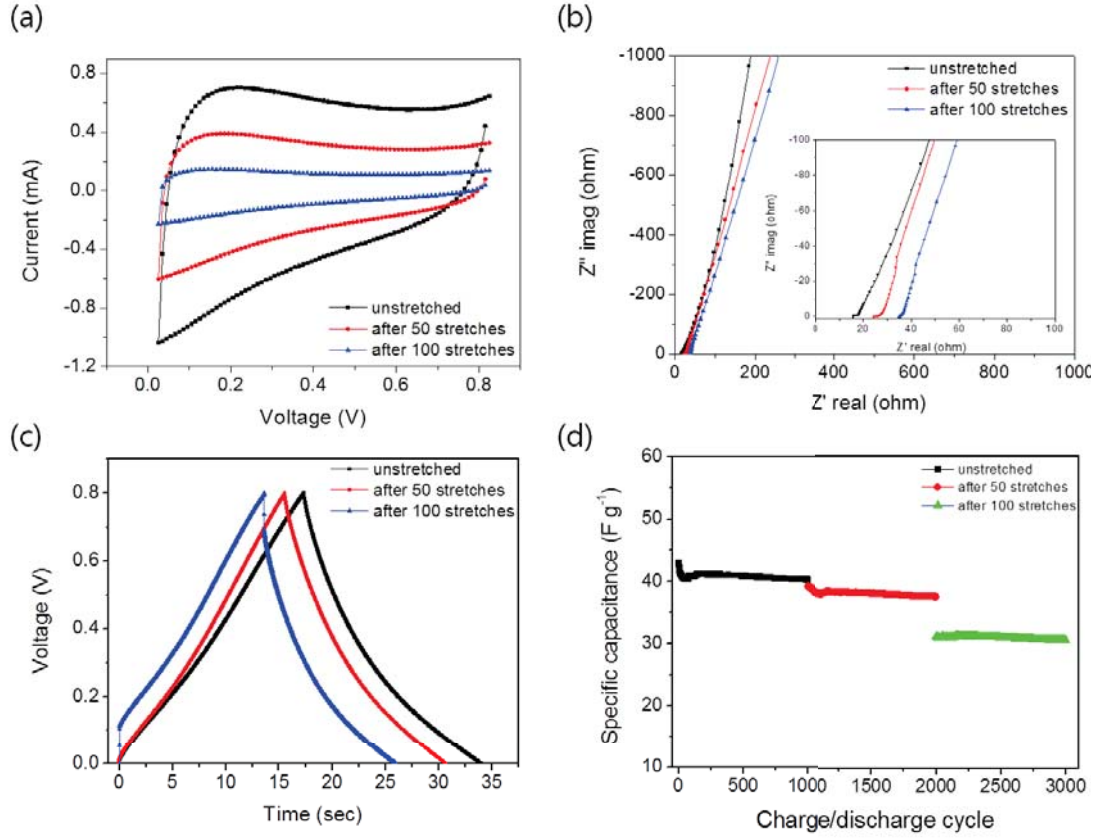 (a)
0.8
0.4
0.0
-0.4
-0.8
-1.2
Current (mA)
unstretched
after 50 stretches
after 100 stretches
0.0 0.2 0.4 0.6 0.8
Voltage (V)
(b)
-1000
-800
-600
-400
-200
0
Z" imag (ohm)
unstretched
after 50 stretches
after 100 stretches
-100
-80
-60
-40
-20
0
Z" imag (ohm)
0 20 40 60 80 100
Z' real (ohm)
0 200 400 600 800 1000
Z' real (ohm)
(c)
0.8
0.6
0.4
0.2
0.0
Voltage (V)
unstretched
after 50 stretches
after 100 stretches
0 5 10 15 20 25 30 35
Time (sec)
(d)
60
50
40
30
20
10
Specific capacitance (F g⁻¹)
unstretched
after 50 stretches
after 100 stretches
0 500 1000 1500 2000 2500 3000
Charge/discharge cycle